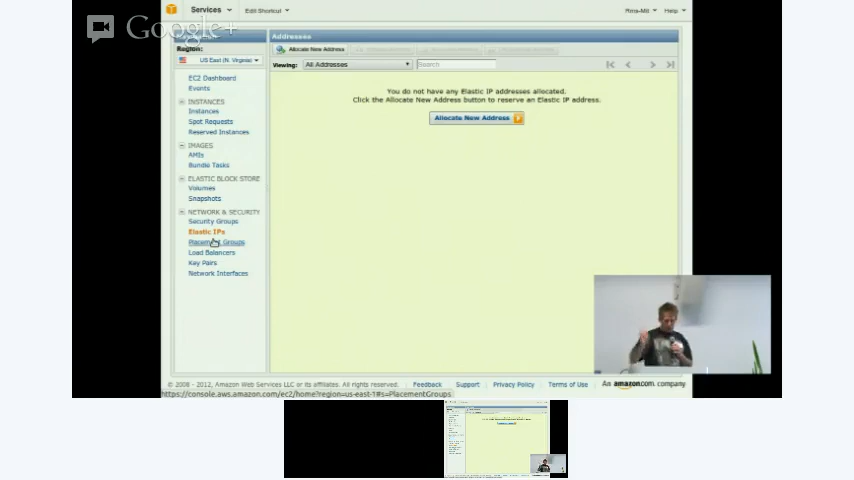 Services
Edit Shortcut
Help
Google+
Region:
US East (N. Virginia)
EC2 Dashboard
Events
INSTANCES
Instances
Spot Requests
Reserved Instances
IMAGES
AMIs
Bundle Tasks
ELASTIC BLOCK STORE
Volumes
Snapshots
NETWORK & SECURITY
Security Groups
Elastic IPs
Placement Groups
Load Balancers
Key Pairs
Network Interfaces
Addresses
Allocate New Address
Viewing: All Addresses Search
You do not have any Elastic IP addresses allocated.
Click the Allocate New Address button to reserve an Elastic IP address.
Allocate New Address
© 2008 - 2012, Amazon Web Services LLC or its affiliates. All rights reserved. Feedback Support Privacy Policy Terms of Use An amazon.com company
https://console.aws.amazon.com/ec2/home?region=us-east-1#s=PlacementGroups